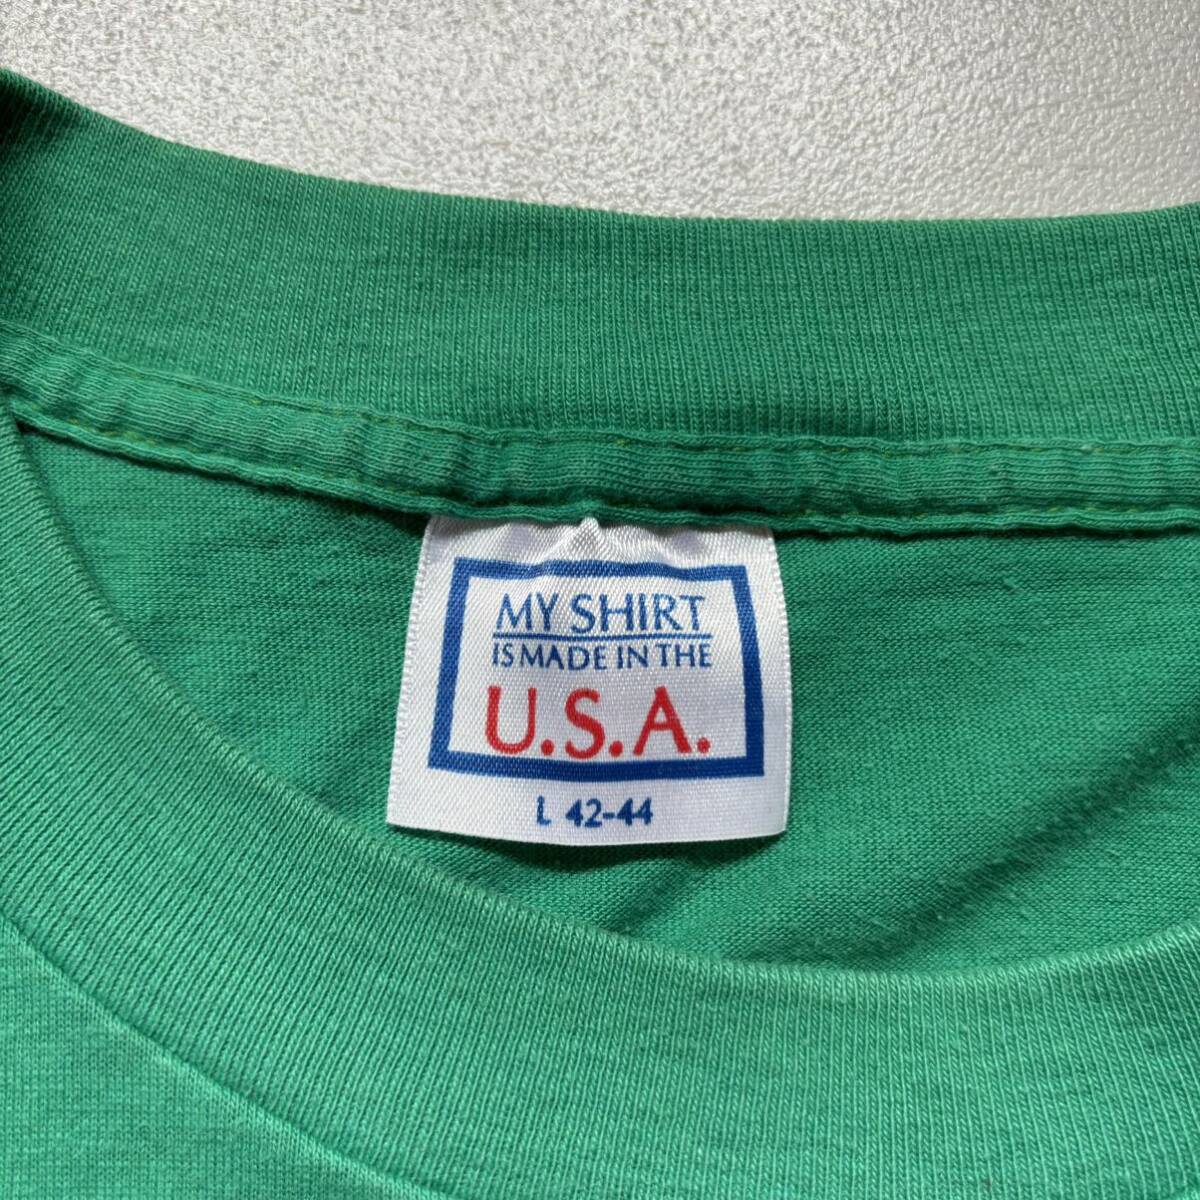 MY SHIRT
IS MADE IN THE
U.S.A.
L 42-44